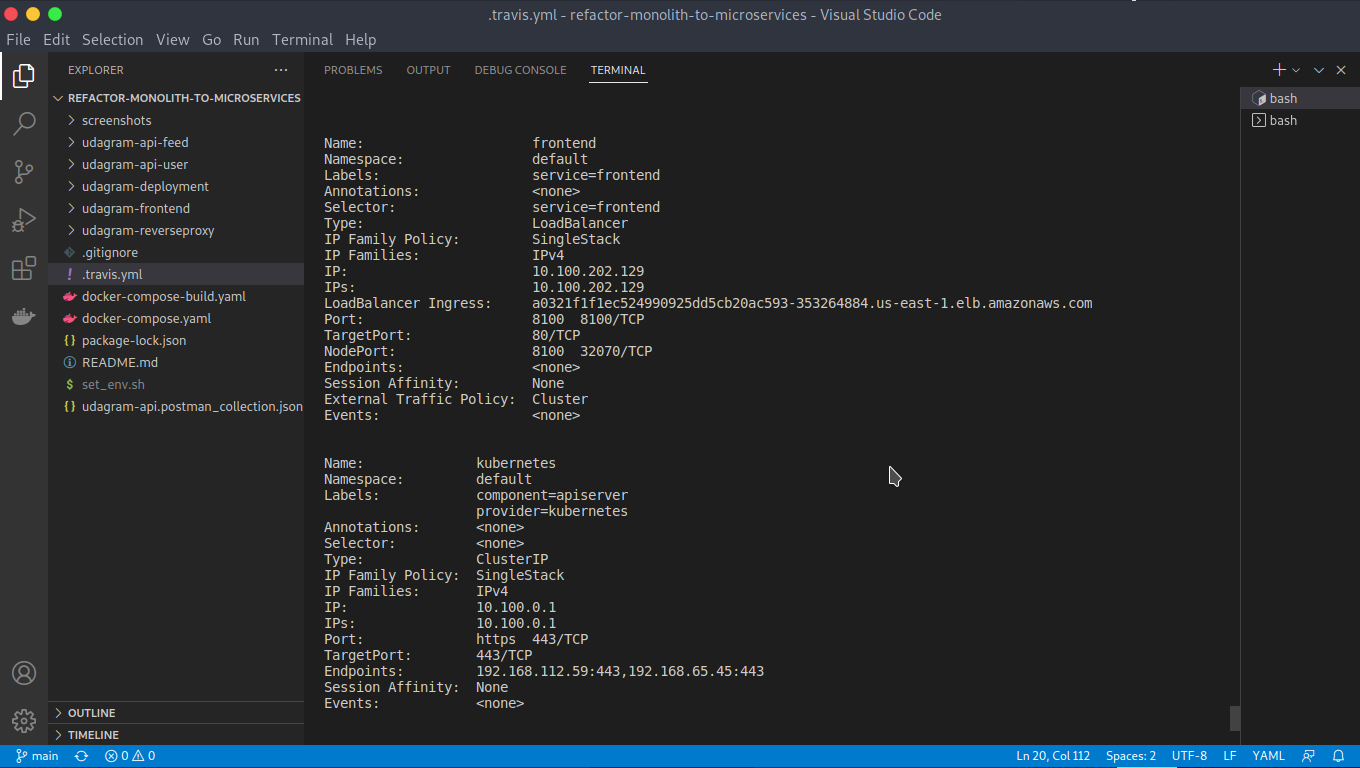 .travis.yml - refactor-monolith-to-microservices - Visual Studio Code
File Edit Selection View Go Run Terminal Help
EXPLORER
REFACTOR-MONOLITH-TO-MICROSERVICES
screenshots
udagram-api-feed
udagram-api-user
udagram-deployment
udagram-frontend
udagram-reverseproxy
.gitignore
! .travis.yml
docker-compose-build.yaml
docker-compose.yaml
{} package-lock.json
README.md
$ set_env.sh
{} udagram-api.postman_collection.json
OUTLINE
TIMELINE
PROBLEMS OUTPUT DEBUG CONSOLE TERMINAL
Name: frontend
Namespace: default
Labels: service=frontend
Annotations: <none>
Selector: service=frontend
Type: LoadBalancer
IP Family Policy: SingleStack
IP Families: IPv4
IP: 10.100.202.129
IPs: 10.100.202.129
LoadBalancer Ingress: a0321f1f1ec524990925dd5cb20ac593-353264884.us-east-1.elb.amazonaws.com
Port: 8100 8100/TCP
TargetPort: 80/TCP
NodePort: 8100 32070/TCP
Endpoints: <none>
Session Affinity: None
External Traffic Policy: Cluster
Events: <none>
Name: kubernetes
Namespace: default
Labels: component=apiserver
provider=kubernetes
Annotations: <none>
Selector: <none>
Type: ClusterIP
IP Family Policy: SingleStack
IP Families: IPv4
IP: 10.100.0.1
IPs: 10.100.0.1
Port: https 443/TCP
TargetPort: 443/TCP
Endpoints: 192.168.112.59:443,192.168.65.45:443
Session Affinity: None
Events: <none>
bash
bash
main 0 0 Ln 20, Col 112 Spaces: 2 UTF-8 LF YAML